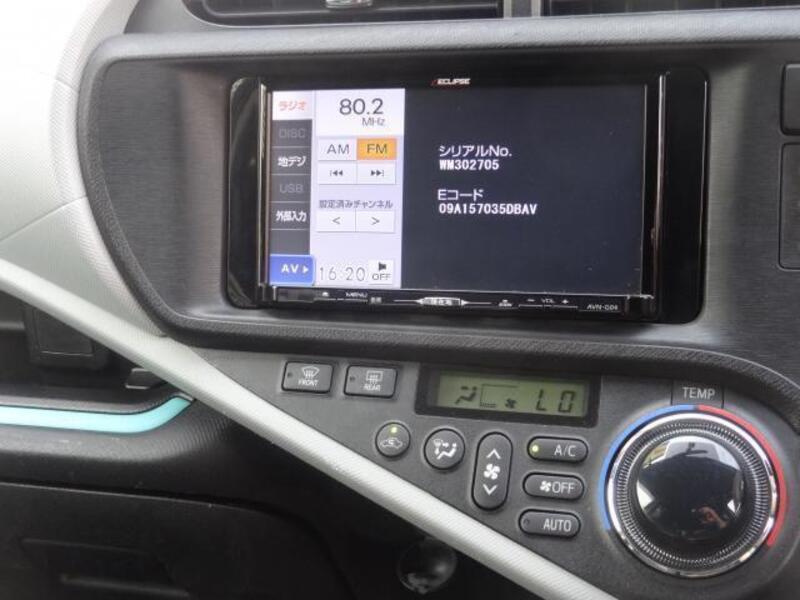 ECLIPSE
ラジオ
DISC
地デジ
USB
外部入力
AV
80.2
MHz
AM FM
設定済みチャンネル
< >
16:20 OFF
シリアルNo.
WM302705
Eコード
09A157035DBAV
MENU
VOL
AVN-G04
FRONT
REAR
LO
TEMP
A/C
OFF
AUTO